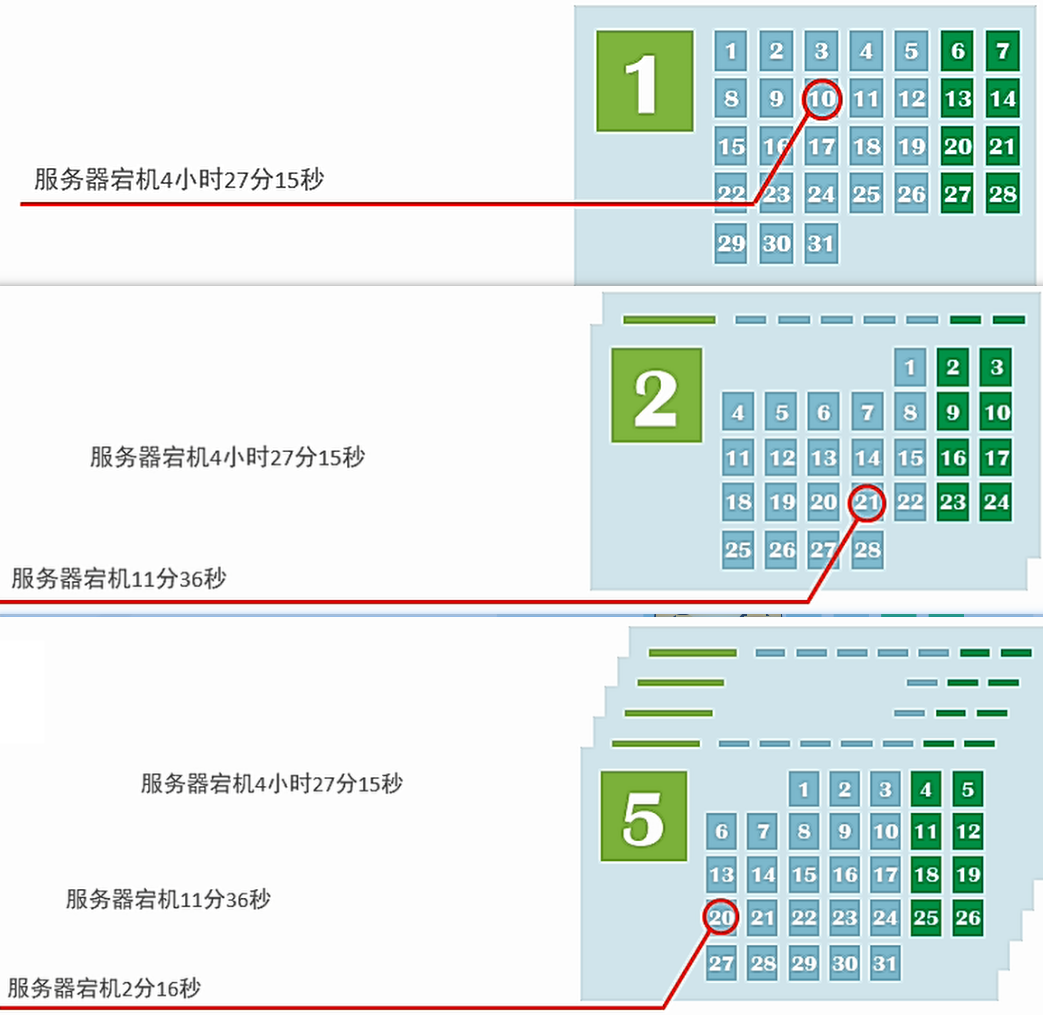 1
1 2 3 4 5 6 7
8 9 10 11 12 13 14
15 16 17 18 19 20 21
服务器宕机4小时27分15秒
22 23 24 25 26 27 28
29 30 31
2
1 2 3
4 5 6 7 8 9 10
服务器宕机4小时27分15秒
11 12 13 14 15 16 17
18 19 20 21 22 23 24
25 26 27 28
服务器宕机11分36秒
服务器宕机4小时27分15秒
5
1 2 3 4 5
6 7 8 9 10 11 12
13 14 15 16 17 18 19
服务器宕机11分36秒
20 21 22 23 24 25 26
27 28 29 30 31
服务器宕机2分16秒